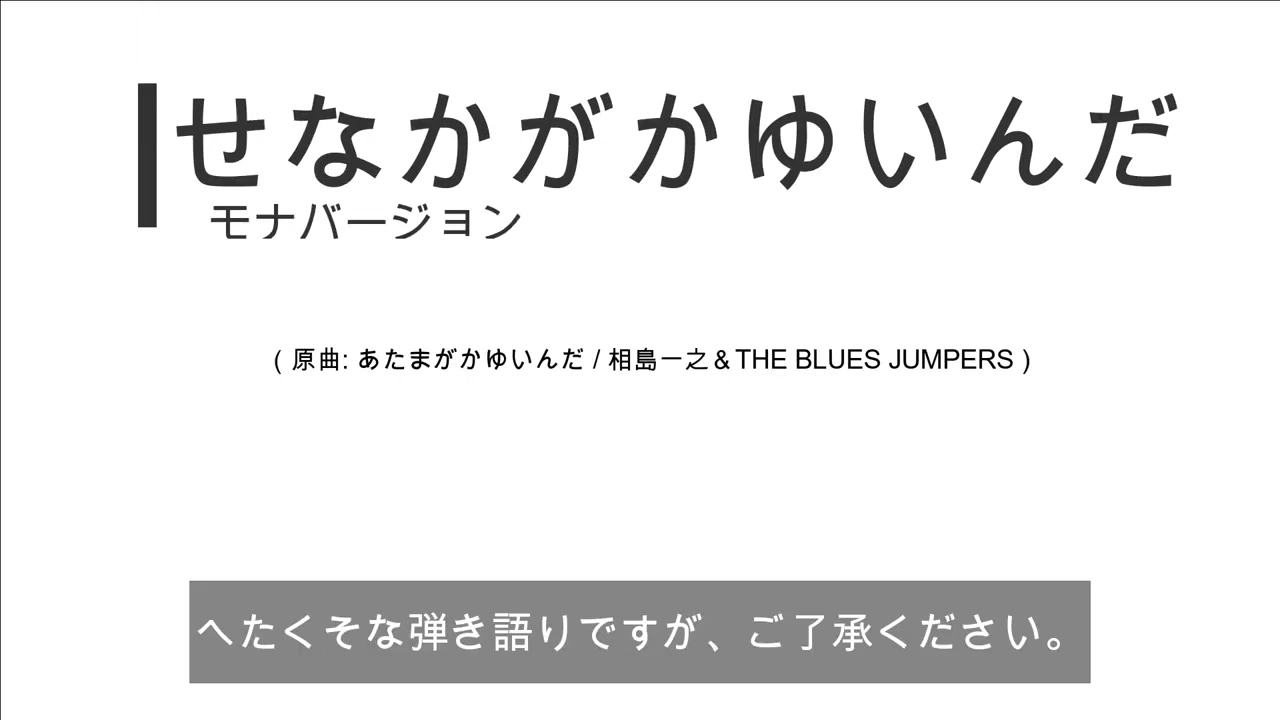 せなかがかゆいんだ
モナバージョン
( 原曲: あたまがかゆいんだ / 相島一之＆THE BLUES JUMPERS )
へたくそな弾き語りですが、ご了承ください。